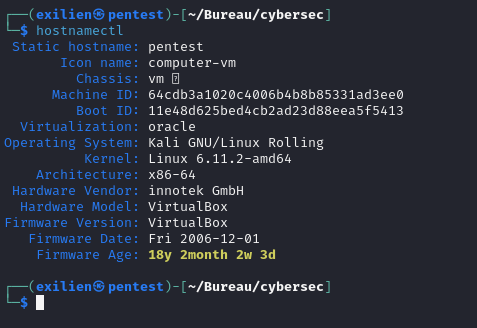 ┌──(exilien㉿pentest)-[~/Bureau/cybersec]
└─$ hostnamectl
Static hostname: pentest
Icon name: computer-vm
Chassis: vm
Machine ID: 64cdb3a1020c4006b4b8b85331ad3ee0
Boot ID: 11e48d625bed4cb2ad23d88eea5f5413
Virtualization: oracle
Operating System: Kali GNU/Linux Rolling
Kernel: Linux 6.11.2-amd64
Architecture: x86-64
Hardware Vendor: innotek GmbH
Hardware Model: VirtualBox
Firmware Version: VirtualBox
Firmware Date: Fri 2006-12-01
Firmware Age: 18y 2month 2w 3d
┌──(exilien㉿pentest)-[~/Bureau/cybersec]
└─$